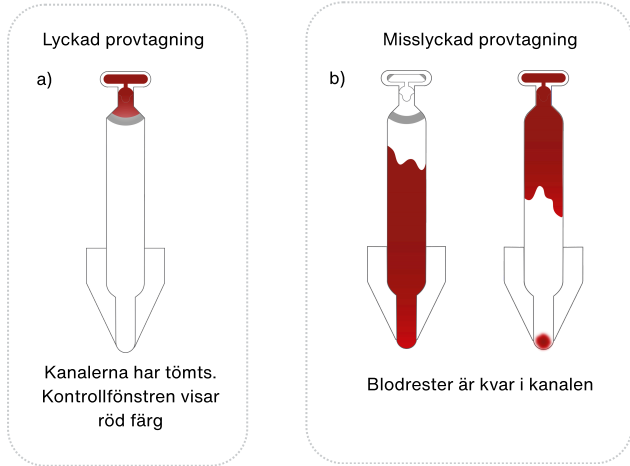 Lyckad provtagning
a)
Kanalerna har tömts.
Kontrollfönstren visar
röd färg
Misslyckad provtagning
b)
Blodrester är kvar i kanalen